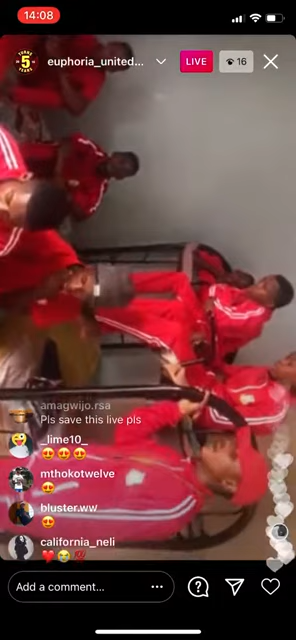 14:08
TURNS
5
YEARS
euphoria_united...
LIVE
16
amagwijo.rsa
Pls save this live pls
_lime10_
😍😍😍
mthokotwelve
😍
bluster.ww
😍
california_neli
❤️😭💯
Add a comment...